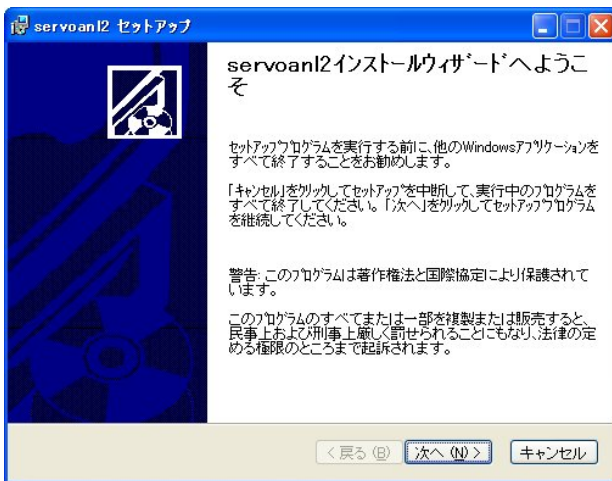 servoanl2 セットアップ
servoanl2インストールウィザードへようこ
そ
セットアッププログラムを実行する前に、他のWindowsアプリケーションを
すべて終了することをお勧めします。
「キャンセル」をクリックしてセットアップを中断して、実行中のプログラムを
すべて終了してください。「次へ」をクリックしてセットアッププログラム
を継続してください。
警告: このプログラムは著作権法と国際協定により保護されて
います。
このプログラムのすべてまたは一部を複製または販売すると、
民事上および刑事上厳しく罰せられることにもなり、法律の定
める極限のところまで起訴されます。
< 戻る (B) 次へ (N) > キャンセル